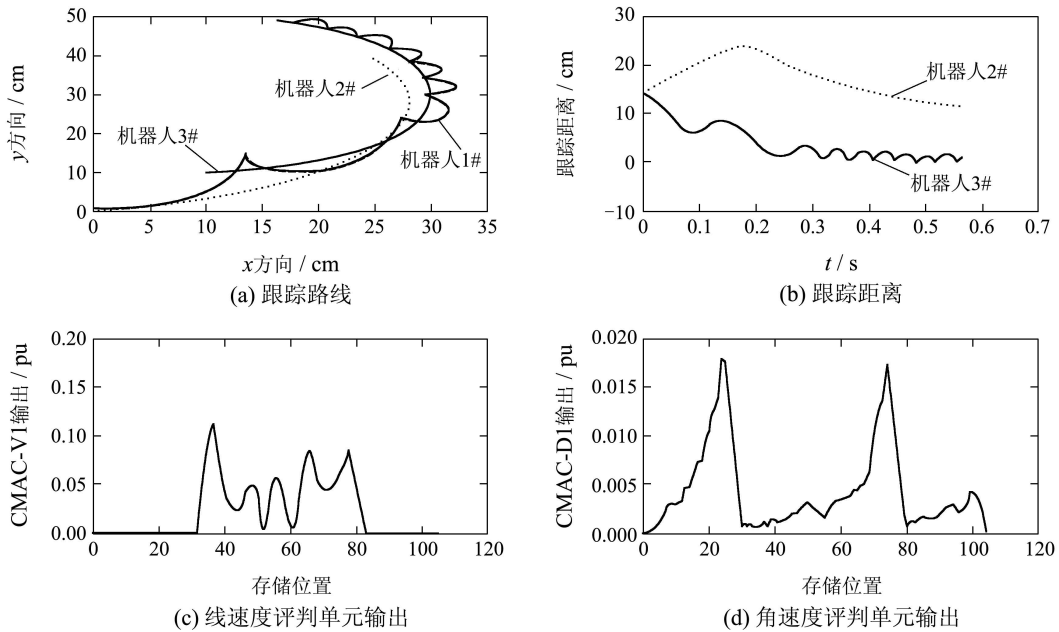 50
40
30
20
10
0
y方向 / cm
机器人2#
机器人3#
机器人1#
0 5 10 15 20 25 30 35
x方向 / cm
(a) 跟踪路线
30
20
10
0
−10
跟踪距离 / cm
机器人2#
机器人3#
0 0.1 0.2 0.3 0.4 0.5 0.6 0.7
t / s
(b) 跟踪距离
0.20
0.15
0.10
0.05
0.00
CMAC-V1输出 / pu
0 20 40 60 80 100 120
存储位置
(c) 线速度评判单元输出
0.020
0.015
0.010
0.005
0.000
CMAC-D1输出 / pu
0 20 40 60 80 100 120
存储位置
(d) 角速度评判单元输出